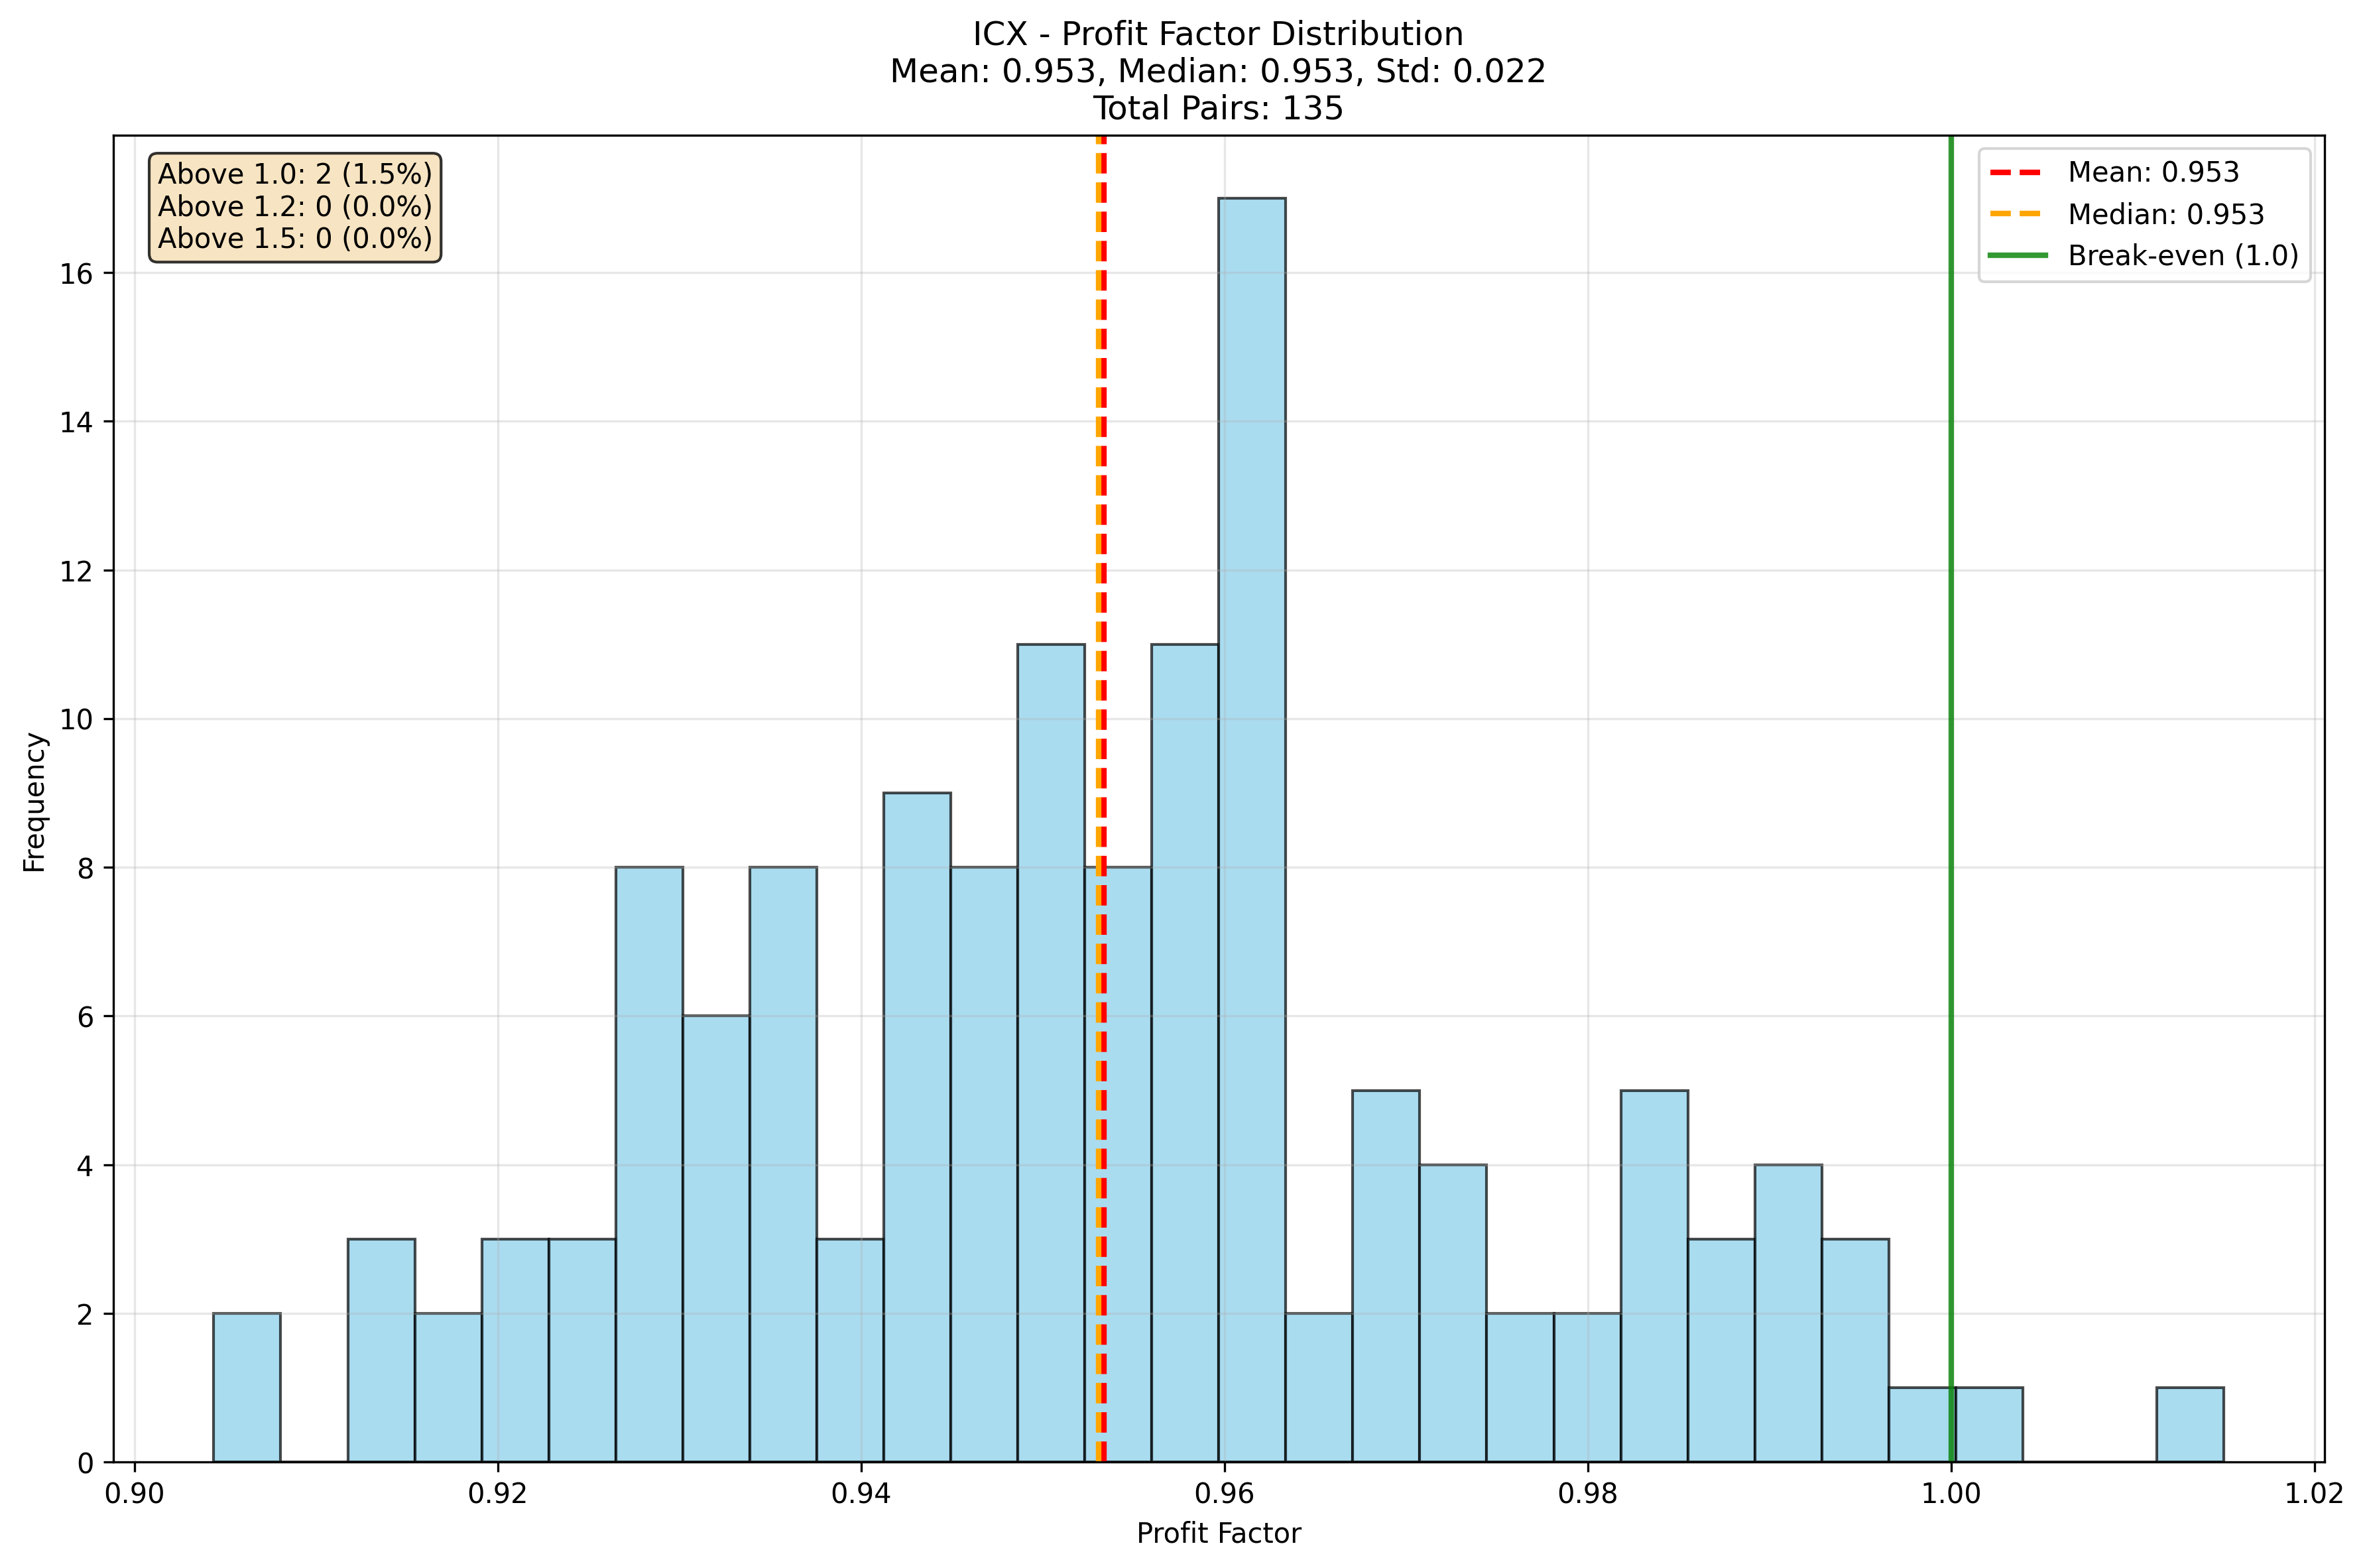 ICX - Profit Factor Distribution
Mean: 0.953, Median: 0.953, Std: 0.022
Total Pairs: 135
Above 1.0: 2 (1.5%)
Above 1.2: 0 (0.0%)
Above 1.5: 0 (0.0%)
Mean: 0.953
Median: 0.953
Break-even (1.0)
Frequency
16
14
12
10
8
6
4
2
0
0.90 0.92 0.94 0.96 0.98 1.00 1.02
Profit Factor